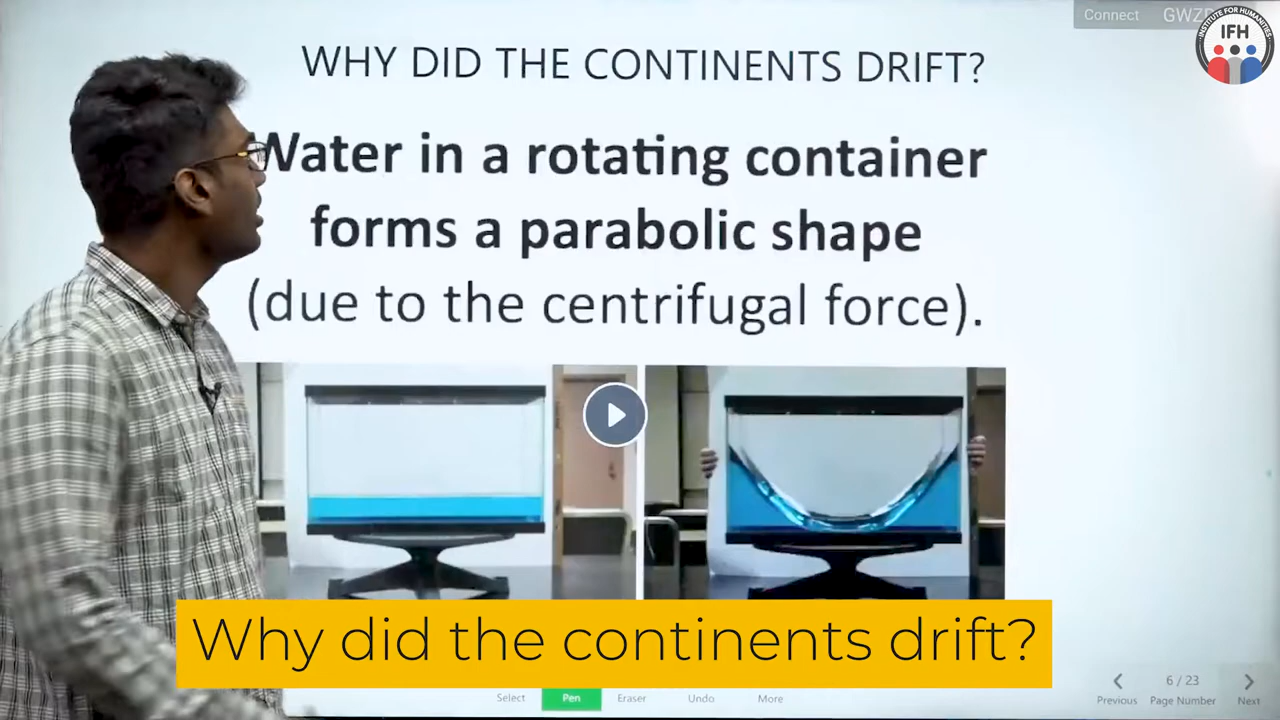 Connect
INSTITUTE FOR HUMANITIES
IFH
WHY DID THE CONTINENTS DRIFT?
Water in a rotating container
forms a parabolic shape
(due to the centrifugal force).
Why did the continents drift?
Select Pen Eraser Undo More
6 / 23
Previous Page Number Next